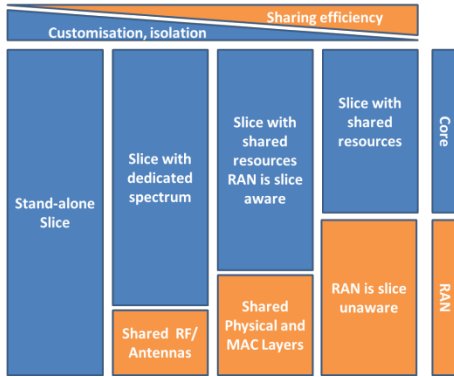 Sharing efficiency
Customisation, isolation
Stand-alone
Slice
Slice with
dedicated
spectrum
Shared RF/
Antennas
Slice with
shared
resources
RAN is slice
aware
Shared
Physical and
MAC Layers
Slice with
shared
resources
RAN is slice
unaware
Core
RAN